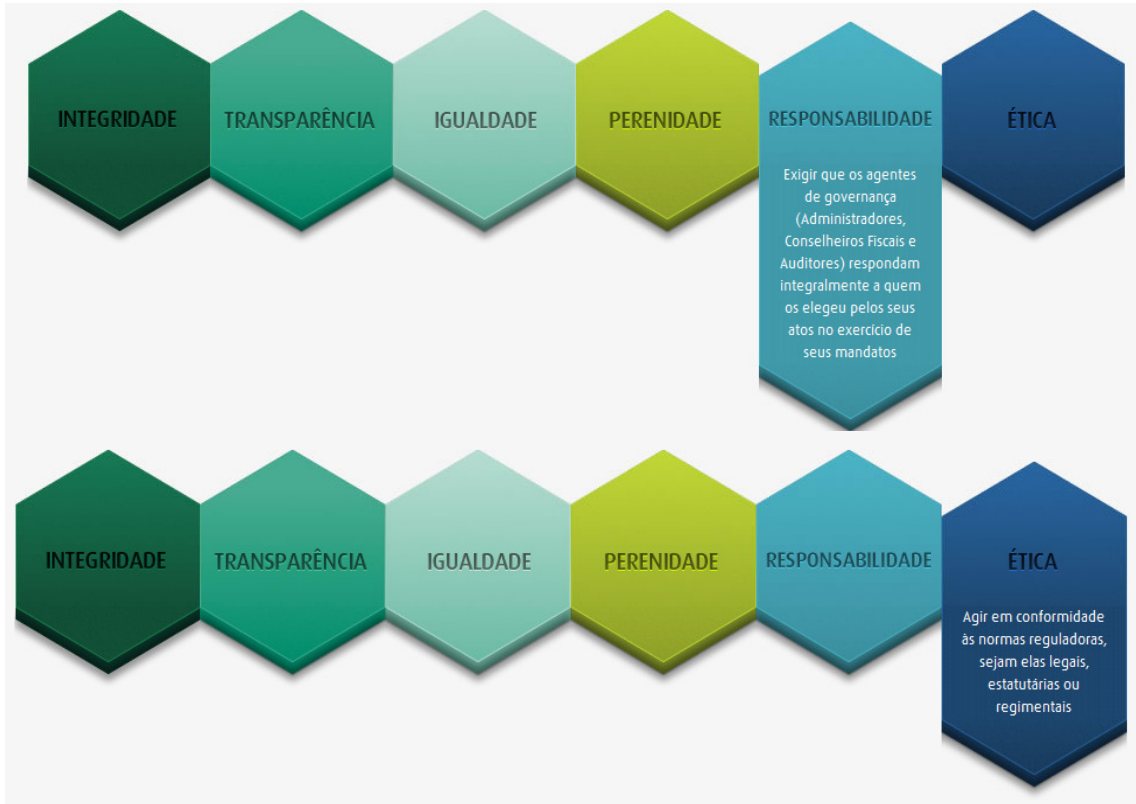 INTEGRIDADE
TRANSPARÊNCIA
IGUALDADE
PERENIDADE
RESPONSABILIDADE
Exigir que os agentes
de governança
(Administradores,
Conselheiros Fiscais e
Auditores) respondam
integralmente a quem
os elegeu pelos seus
atos no exercício de
seus mandatos
ÉTICA
INTEGRIDADE
TRANSPARÊNCIA
IGUALDADE
PERENIDADE
RESPONSABILIDADE
ÉTICA
Agir em conformidade
às normas reguladoras,
sejam elas legais,
estatutárias ou
regimentais